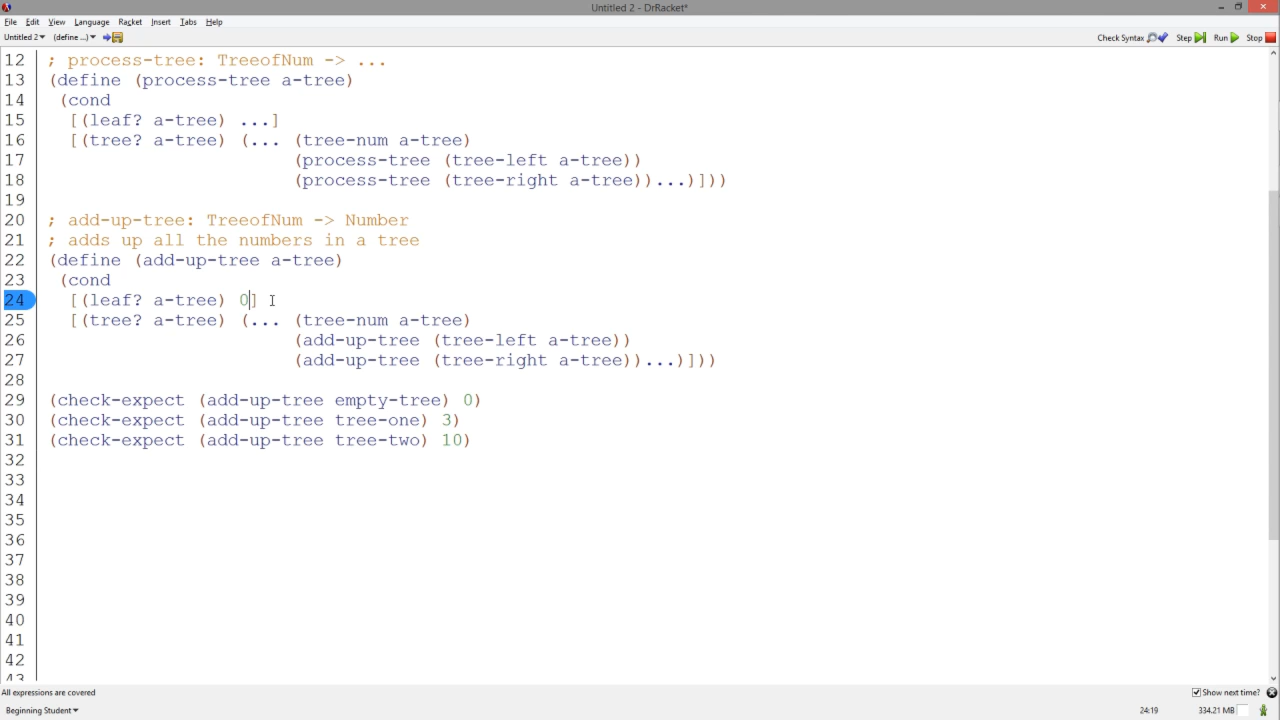 Untitled 2 - DrRacket*
File Edit View Language Racket Insert Tabs Help
Untitled 2 (define ...) Check Syntax Step Run Stop
12 ; process-tree: TreeofNum -> ...
13 (define (process-tree a-tree)
14 (cond
15 [(leaf? a-tree) ...]
16 [(tree? a-tree) (... (tree-num a-tree)
17 (process-tree (tree-left a-tree))
18 (process-tree (tree-right a-tree))...)]))
19
20 ; add-up-tree: TreeofNum -> Number
21 ; adds up all the numbers in a tree
22 (define (add-up-tree a-tree)
23 (cond
24 [(leaf? a-tree) 0]
25 [(tree? a-tree) (... (tree-num a-tree)
26 (add-up-tree (tree-left a-tree))
27 (add-up-tree (tree-right a-tree))...)]))
28
29 (check-expect (add-up-tree empty-tree) 0)
30 (check-expect (add-up-tree tree-one) 3)
31 (check-expect (add-up-tree tree-two) 10)
32
33
34
35
36
37
38
39
40
41
42
43
All expressions are covered Show next time?
Beginning Student 24:19 334.21 MB